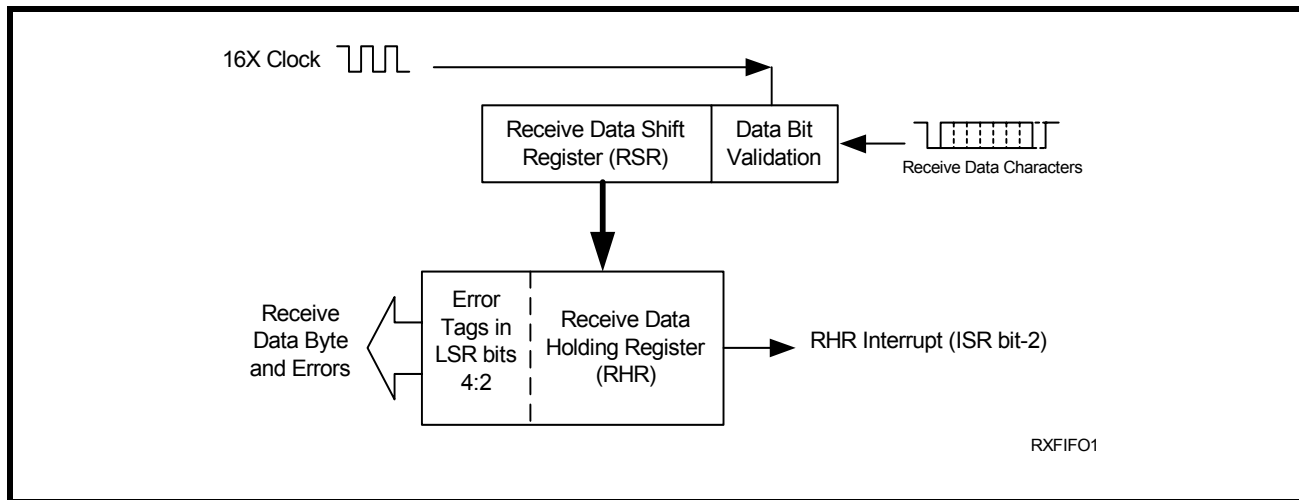 16X Clock
Receive Data Shift
Register (RSR)
Data Bit
Validation
Receive Data Characters
Receive
Data Byte
and Errors
Error
Tags in
LSR bits
4:2
Receive Data
Holding Register
(RHR)
RHR Interrupt (ISR bit-2)
RXFIFO1